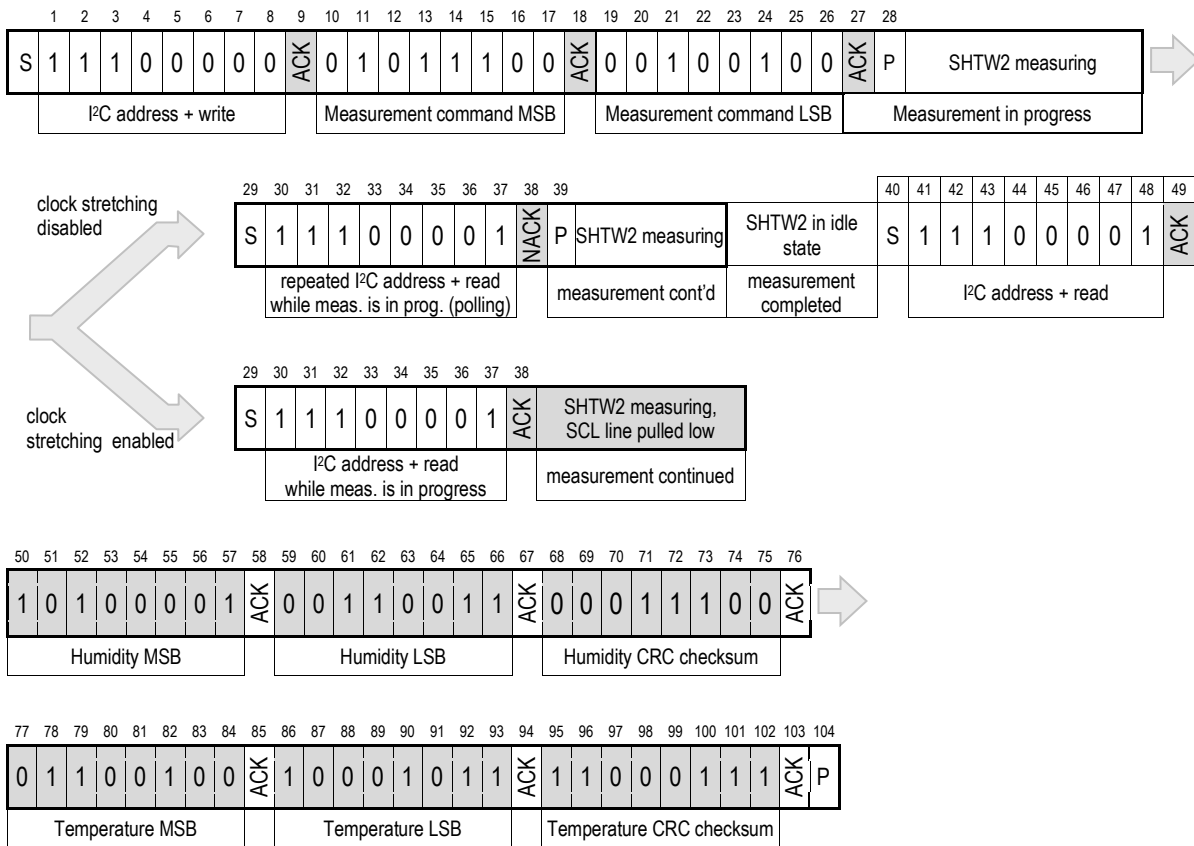 1 2 3 4 5 6 7 8 9 10 11 12 13 14 15 16 17 18 19 20 21 22 23 24 25 26 27 28
S 1 1 1 0 0 0 0 0 ACK 0 1 0 1 1 1 0 0 ACK 0 0 1 0 0 1 0 0 ACK P SHTW2 measuring
I²C address + write Measurement command MSB Measurement command LSB Measurement in progress
clock stretching
disabled
29 30 31 32 33 34 35 36 37 38 39 40 41 42 43 44 45 46 47 48 49
S 1 1 1 0 0 0 0 1 NACK P SHTW2 measuring
SHTW2 in idle
state
S 1 1 1 0 0 0 0 1 ACK
repeated I²C address + read
while meas. is in prog. (polling)
measurement cont'd
measurement
completed
I²C address + read
clock
stretching enabled
29 30 31 32 33 34 35 36 37 38
S 1 1 1 0 0 0 0 1 ACK
SHTW2 measuring,
SCL line pulled low
I²C address + read
while meas. is in progress
measurement continued
50 51 52 53 54 55 56 57 58 59 60 61 62 63 64 65 66 67 68 69 70 71 72 73 74 75 76
1 0 1 0 0 0 0 1 ACK 0 0 1 1 0 0 1 1 ACK 0 0 0 1 1 1 0 0 ACK
Humidity MSB Humidity LSB Humidity CRC checksum
77 78 79 80 81 82 83 84 85 86 87 88 89 90 91 92 93 94 95 96 97 98 99 100 101 102 103 104
0 1 1 0 0 1 0 0 ACK 1 0 0 0 1 0 1 1 ACK 1 1 0 0 0 1 1 1 ACK P
Temperature MSB Temperature LSB Temperature CRC checksum